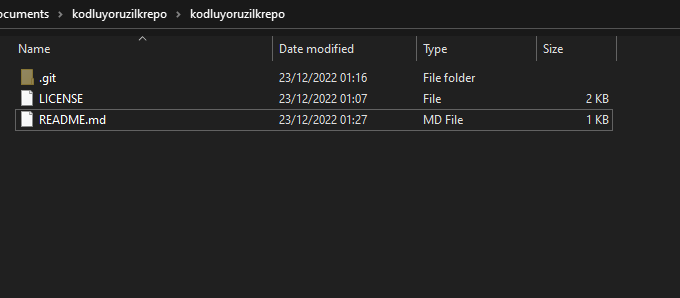 ocuments > kodluyoruzilkrepo > kodluyoruzilkrepo
Name Date modified Type Size
.git 23/12/2022 01:16 File folder
LICENSE 23/12/2022 01:07 File 2 KB
README.md 23/12/2022 01:27 MD File 1 KB